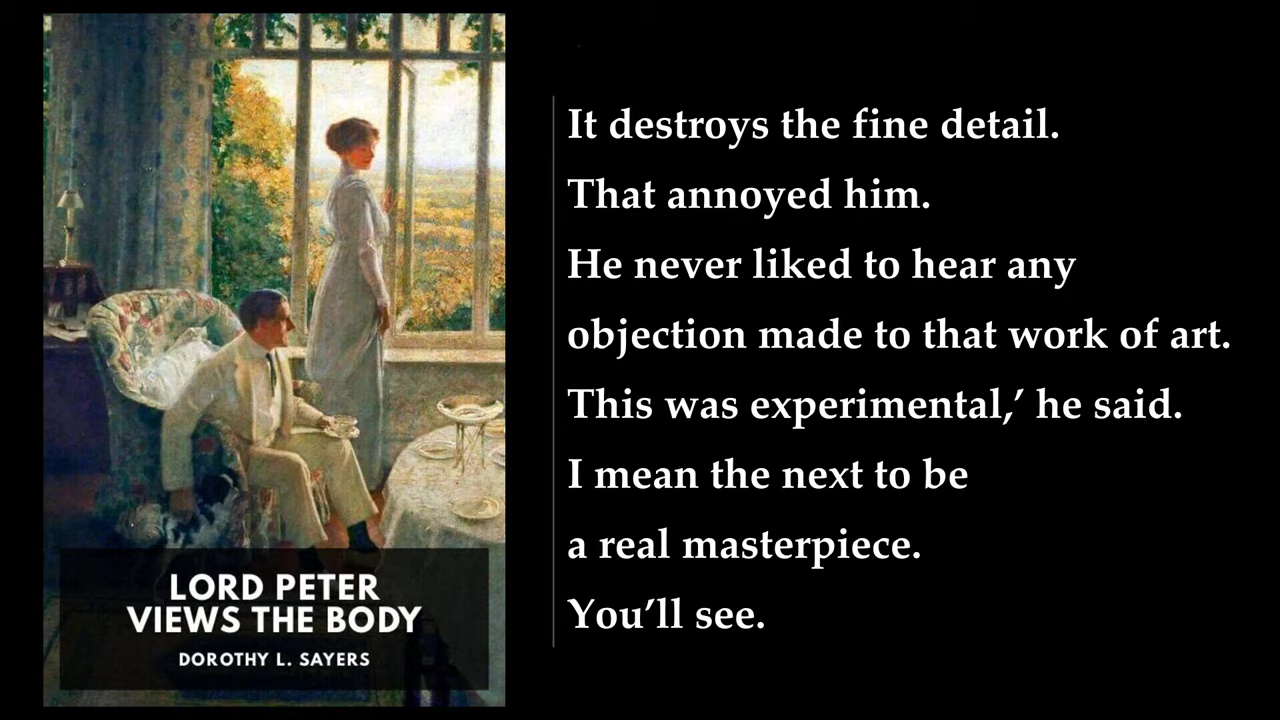 LORD PETER
VIEWS THE BODY
DOROTHY L. SAYERS
It destroys the fine detail.
That annoyed him.
He never liked to hear any
objection made to that work of art.
This was experimental,’ he said.
I mean the next to be
a real masterpiece.
You’ll see.